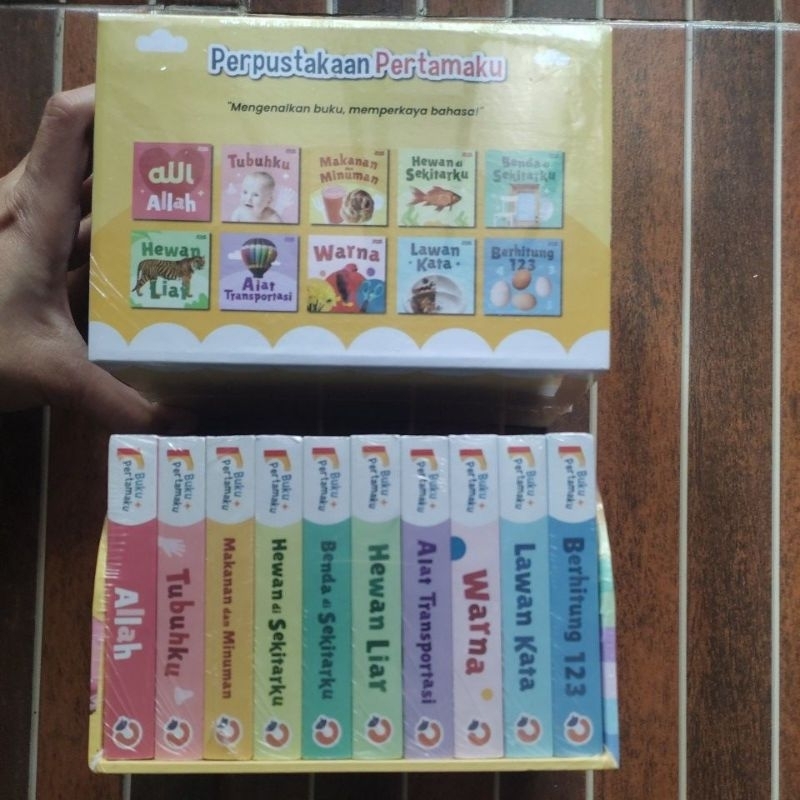 Perpustakaan Pertamaku
"Mengenalkan buku, memperkaya bahasa!"
الله
Allah
Tubuhku
Makanan
dan
Minuman
Hewan di
Sekitarku
Benda di
Sekitarku
Hewan
Liar
Alat
Transportasi
Warna
Lawan
Kata
Berhitung
123
Buku
Pertamaku
Allah
Buku
Pertamaku
Tubuhku
Buku
Pertamaku
Makanan dan Minuman
Buku
Pertamaku
Hewan di Sekitarku
Buku
Pertamaku
Benda di Sekitarku
Buku
Pertamaku
Hewan Liar
Buku
Pertamaku
Alat Transportasi
Buku
Pertamaku
Warna
Buku
Pertamaku
Lawan Kata
Buku
Pertamaku
Berhitung 123